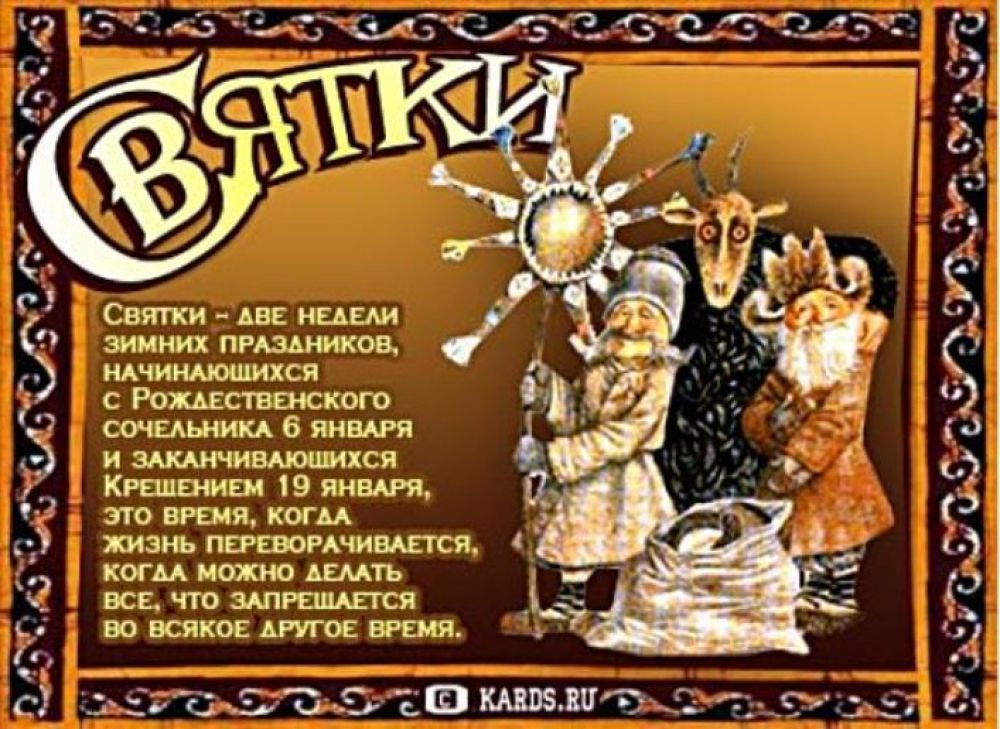 Святки
Святки - две недели
зимних праздников,
начинающихся
с Рождественского
сочельника 6 января
и заканчивающихся
Крещением 19 января,
это время, когда
жизнь переворачивается,
когда можно делать
все, что запрещается
во всякое другое время.
C KARDS.RU